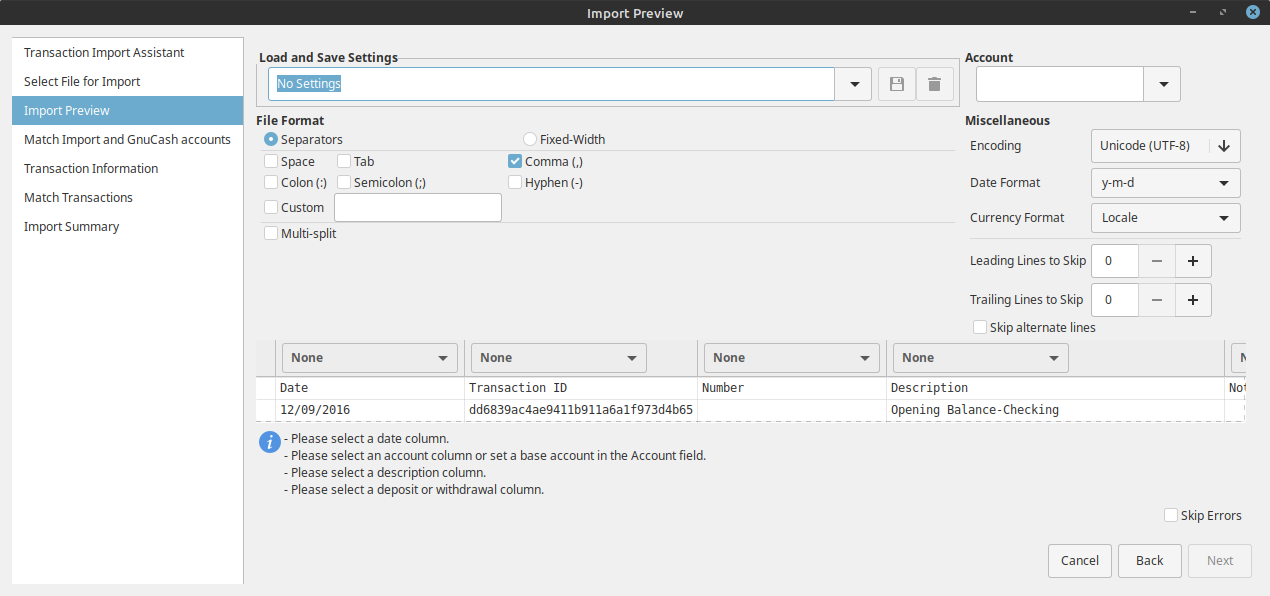 Import Preview
Transaction Import Assistant
Select File for Import
Import Preview
Match Import and GnuCash accounts
Transaction Information
Match Transactions
Import Summary
Load and Save Settings
No Settings
Account
File Format
Separators Fixed-Width
Space Tab Comma (,)
Colon (:) Semicolon (;) Hyphen (-)
Custom
Multi-split
Miscellaneous
Encoding Unicode (UTF-8)
Date Format y-m-d
Currency Format Locale
Leading Lines to Skip 0
Trailing Lines to Skip 0
Skip alternate lines
None None None None
Date Transaction ID Number Description
12/09/2016 dd6839ac4ae9411b911a6a1f973d4b65 Opening Balance-Checking
- Please select a date column.
- Please select an account column or set a base account in the Account field.
- Please select a description column.
- Please select a deposit or withdrawal column.
Skip Errors
Cancel Back Next